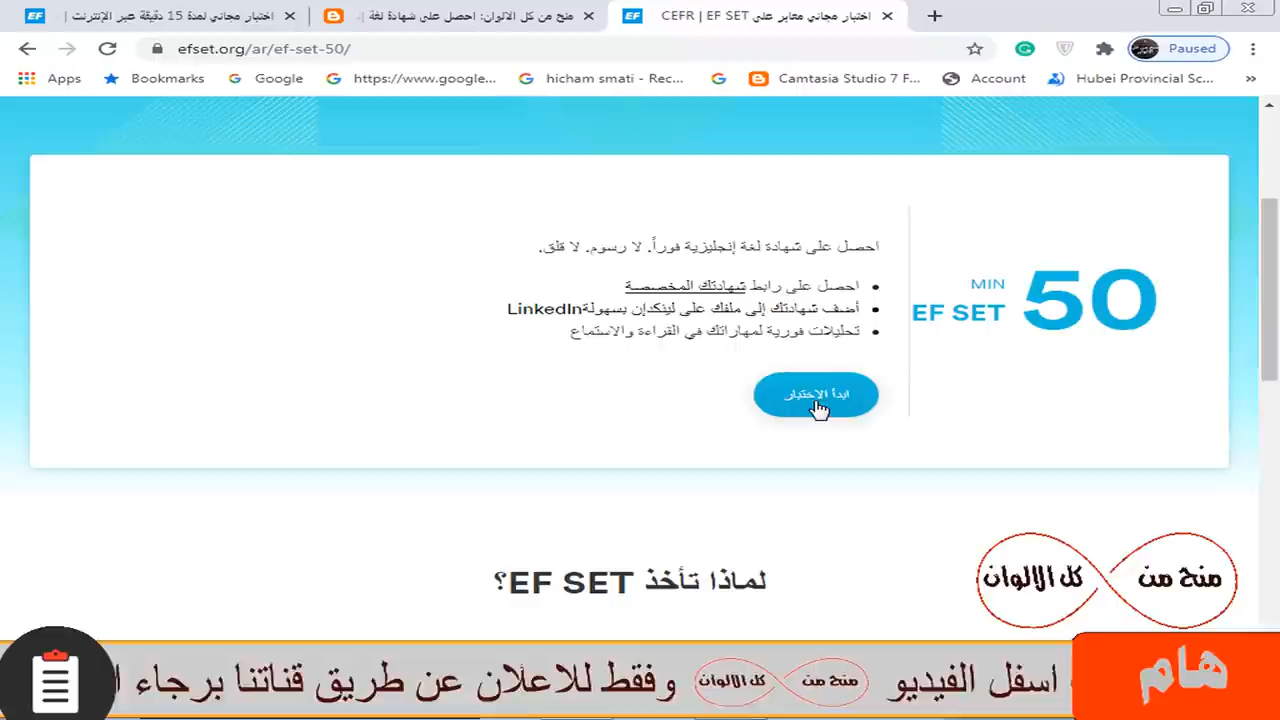 اختبار مجاني لمدة 15 دقيقة عبر الإنترنت |
منح من كل الالوان: احصل على شهادة لغة إ
اختبار مجاني معاير على CEFR | EF SET
efset.org/ar/ef-set-50/
Paused
Apps
Bookmarks
Google
https://www.google...
hicham smati - Rec...
Camtasia Studio 7 F...
Account
Hubei Provincial Sc...
»
50 MIN
EF SET
احصل على شهادة لغة إنجليزية فوراً. لا رسوم. لا قلق.
احصل على رابط شهادتك المخصصة
أضف شهادتك إلى ملفك على لينكدإن بسهولةLinkedIn
تحليلات فورية لمهاراتك في القراءة والاستماع
ابدأ الاختبار
لماذا تأخذ EF SET؟
منح من كل الالوان
هام
اسفل الفيديو منح من كل الالوان وفقط للاعلان عن طريق قناتنا برجاء ا